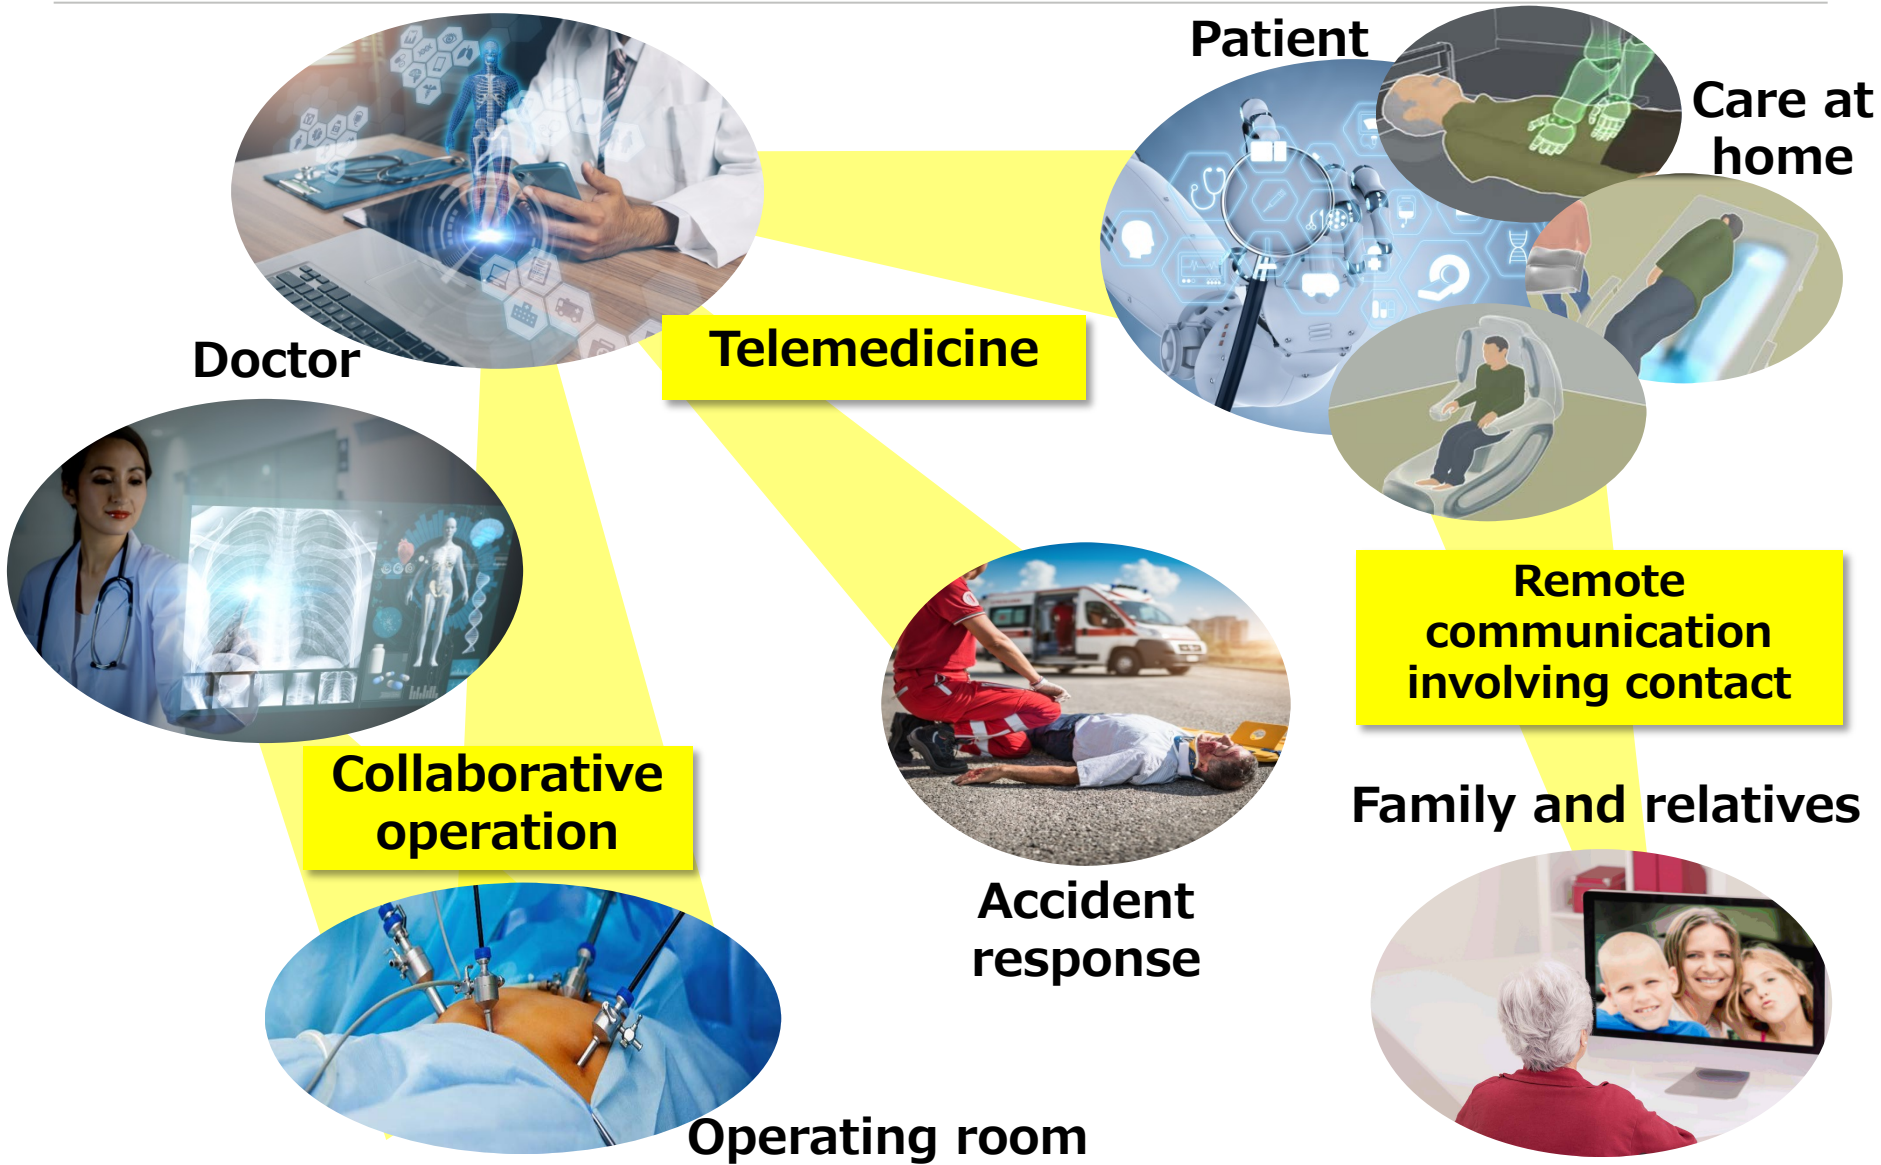 Patient
Care at
home
Doctor
Telemedicine
Remote
communication
involving contact
Collaborative
operation
Family and relatives
Accident
response
Operating room